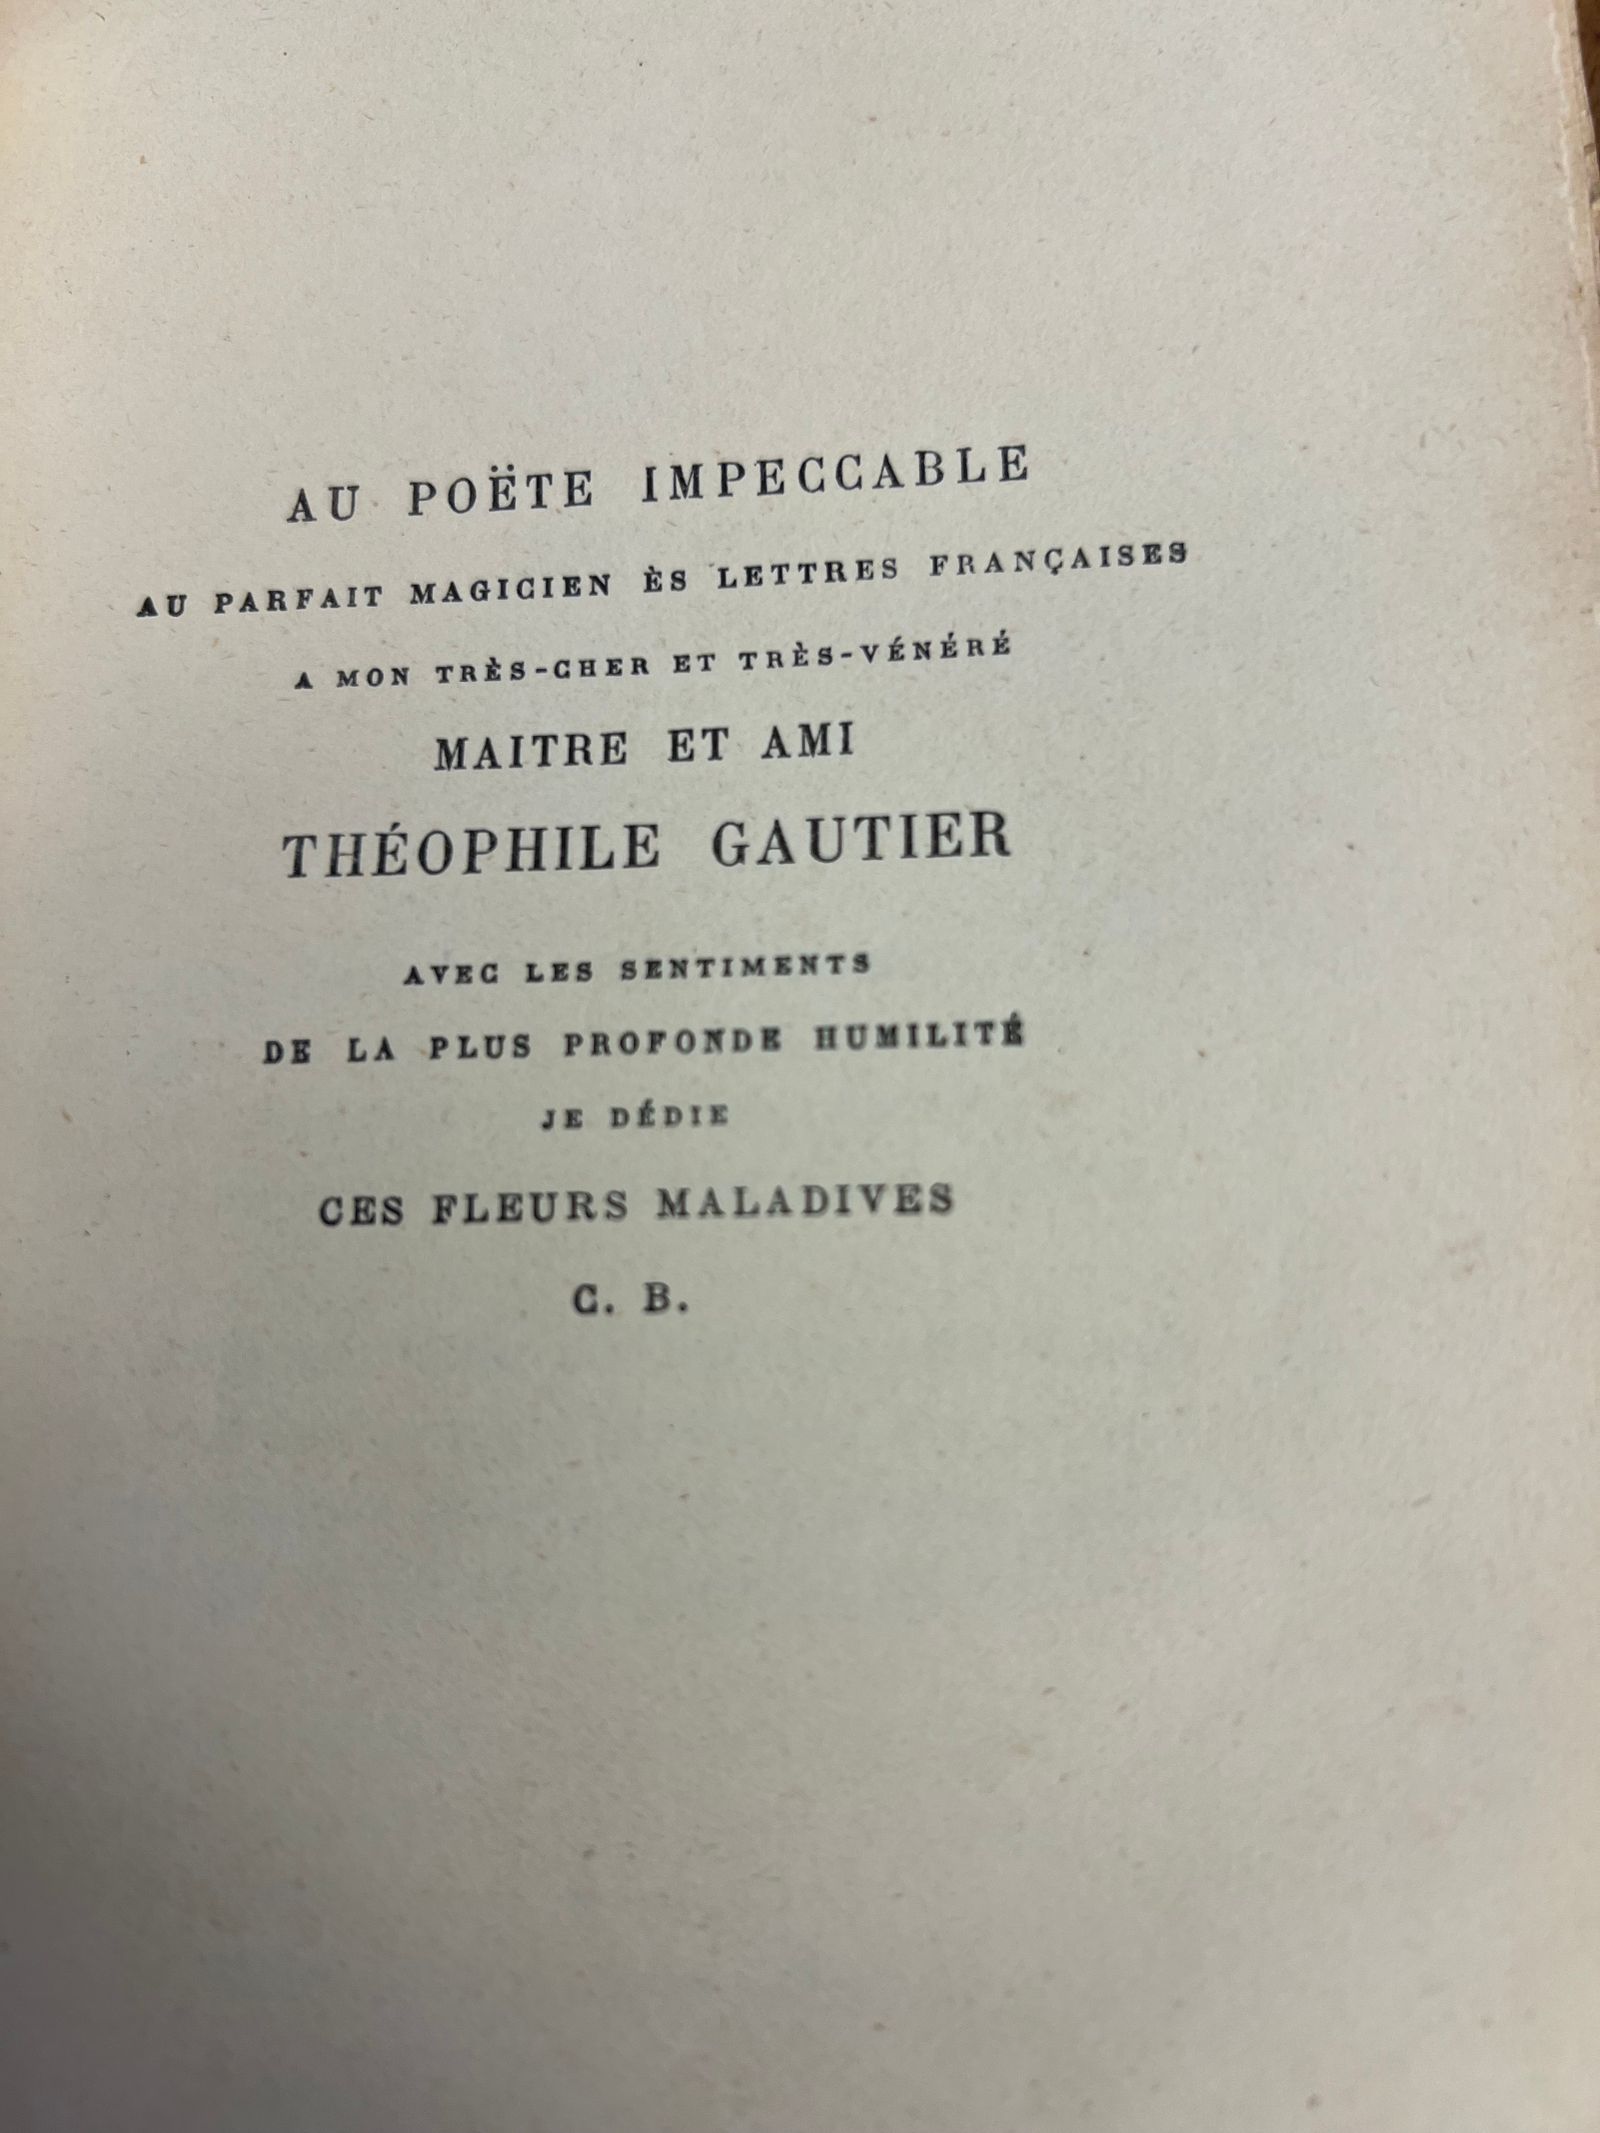 AU POËTE IMPECCABLE
AU PARFAIT MAGICIEN ÈS LETTRES FRANÇAISES
A MON TRÈS-CHER ET TRÈS-VÉNÉRÉ
MAITRE ET AMI
THÉOPHILE GAUTIER
AVEC LES SENTIMENTS
DE LA PLUS PROFONDE HUMILITÉ
JE DÉDIE
CES FLEURS MALADIVES
C. B.